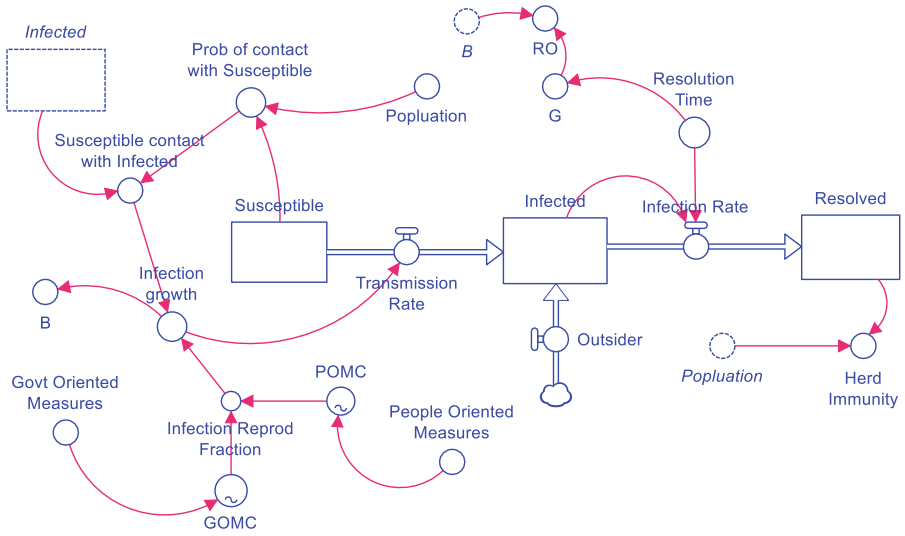 Infected
Prob of contact
with Susceptible
B
RO
Resolution
Time
Popluation
G
Susceptible contact
with Infected
Susceptible
Infected
Infection Rate
Resolved
Infection
growth
Transmission
Rate
B
Outsider
Govt Oriented
Measures
POMC
People Oriented
Measures
Popluation
Herd
Immunity
Infection Reprod
Fraction
GOMC